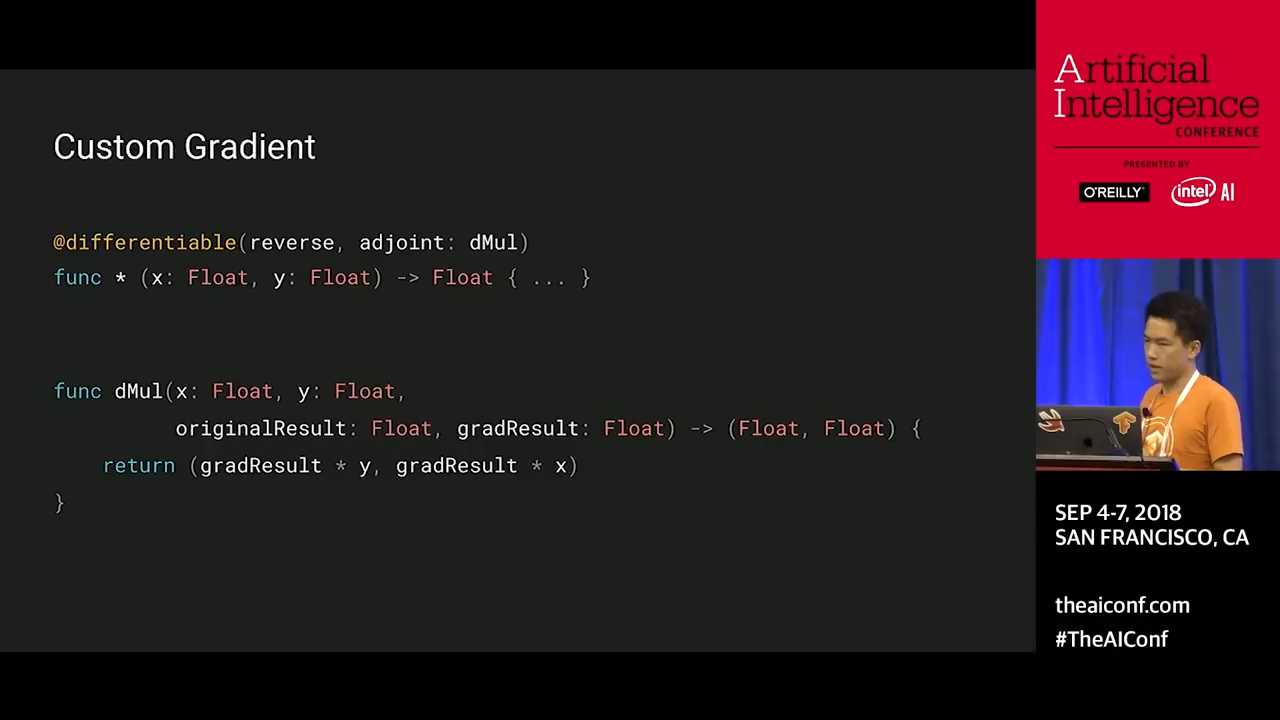 Custom Gradient
@differentiable(reverse, adjoint: dMul)
func * (x: Float, y: Float) -> Float { ... }
func dMul(x: Float, y: Float,
originalResult: Float, gradResult: Float) -> (Float, Float) {
return (gradResult * y, gradResult * x)
}
Artificial
Intelligence
CONFERENCE
PRESENTED BY
O'REILLY
intel AI
SEP 4-7, 2018
SAN FRANCISCO, CA
theaiconf.com
#TheAIConf